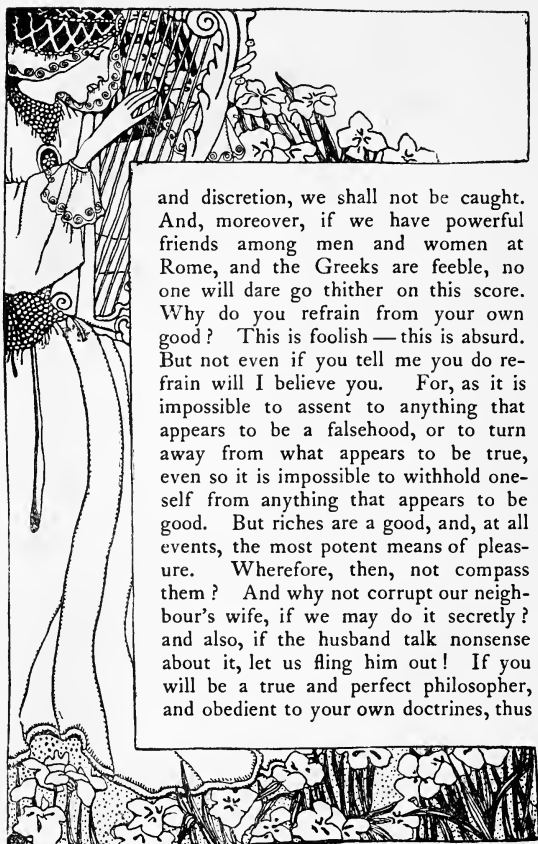 and discretion, we shall not be caught.
And, moreover, if we have powerful
friends among men and women at
Rome, and the Greeks are feeble, no
one will dare go thither on this score.
Why do you refrain from your own
good? This is foolish — this is absurd.
But not even if you tell me you do re-
frain will I believe you. For, as it is
impossible to assent to anything that
appears to be a falsehood, or to turn
away from what appears to be true,
even so it is impossible to withhold one-
self from anything that appears to be
good. But riches are a good, and, at all
events, the most potent means of pleas-
ure. Wherefore, then, not compass
them? And why not corrupt our neigh-
bour's wife, if we may do it secretly?
and also, if the husband talk nonsense
about it, let us fling him out! If you
will be a true and perfect philosopher,
and obedient to your own doctrines, thus